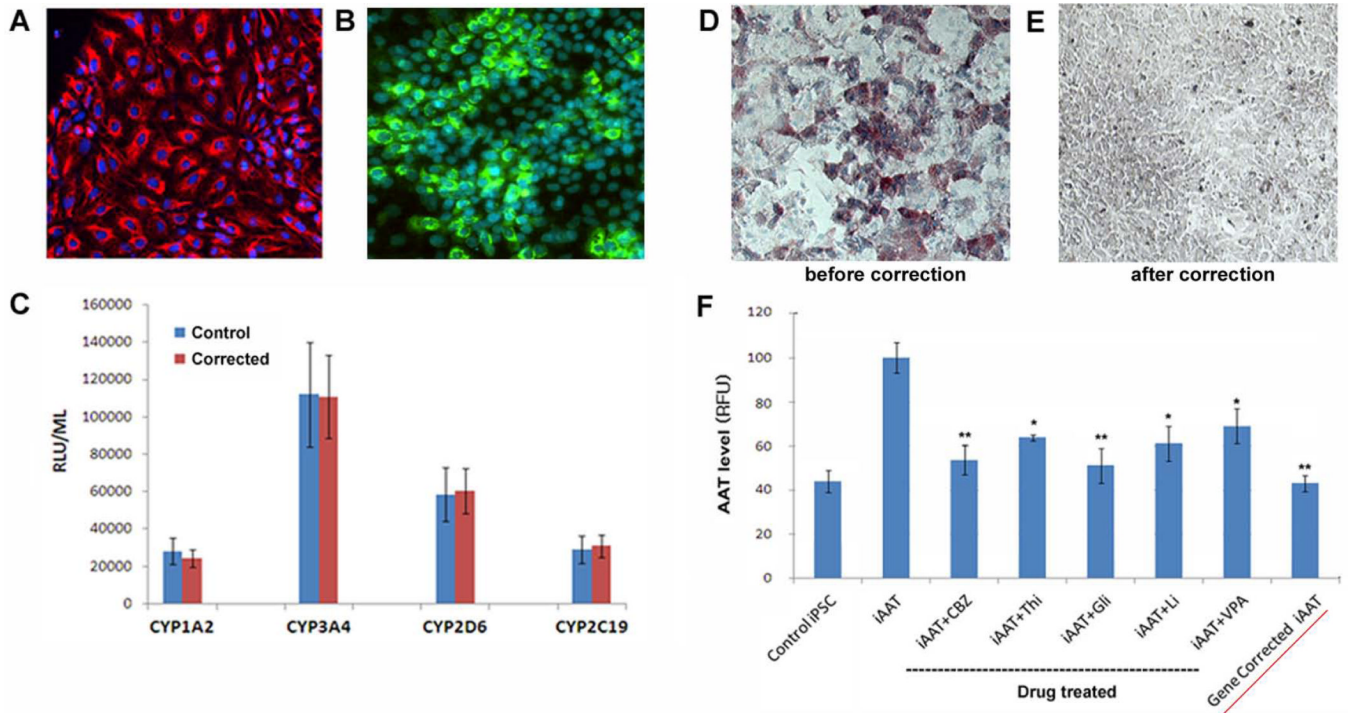 A
B
D
E
before correction
after correction
C
160000
140000
120000
100000
80000
60000
40000
20000
0
RLU/ML
Control
Corrected
CYP1A2
CYP3A4
CYP2D6
CYP2C19
F
120
100
80
60
40
20
0
AAT level (RFU)
**
*
**
*
*
**
Control iPSC
iAAT
iAAT+CBZ
iAAT+Thi
iAAT+Gli
iAAT+Li
iAAT+VPA
Gene Corrected iAAT
Drug treated